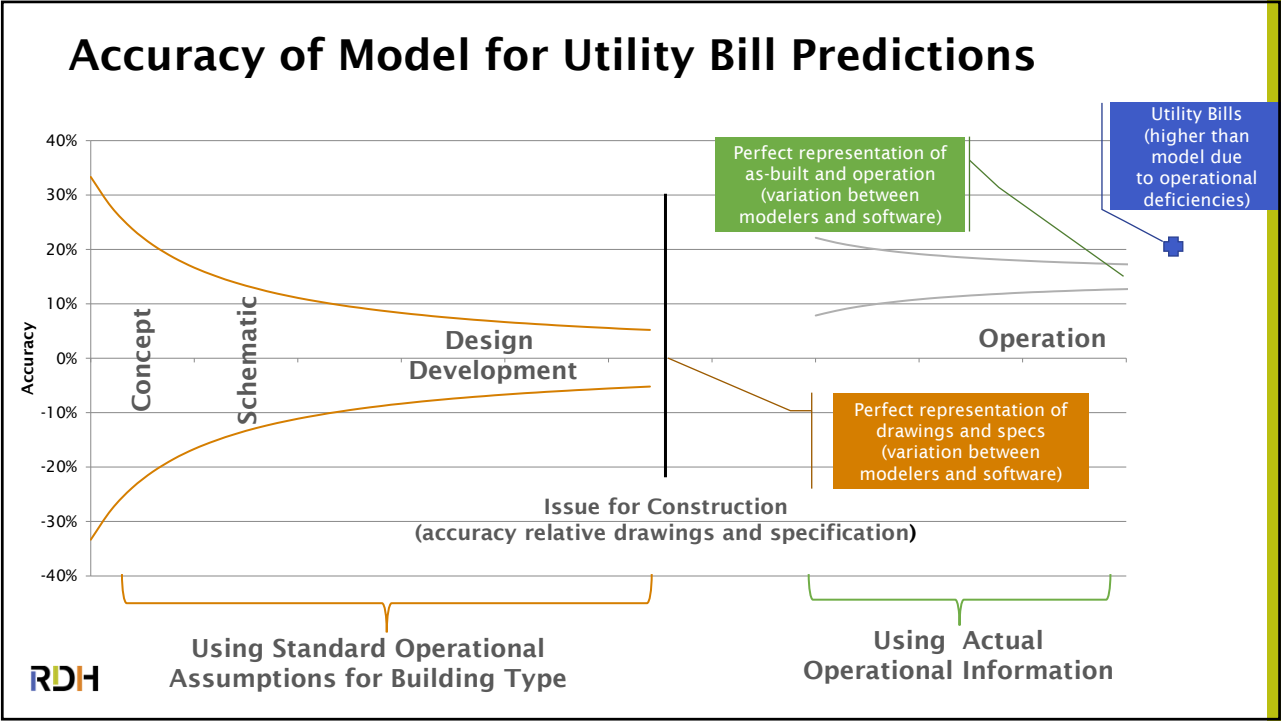 Accuracy of Model for Utility Bill Predictions
Utility Bills
(higher than
model due
to operational
deficiencies)
Perfect representation of
as-built and operation
(variation between
modelers and software)
40%
30%
20%
10%
0%
-10%
-20%
-30%
-40%
Accuracy
Concept
Schematic
Design
Development
Operation
Perfect representation of
drawings and specs
(variation between
modelers and software)
Issue for Construction
(accuracy relative drawings and specification)
Using Standard Operational
Assumptions for Building Type
Using Actual
Operational Information
RDH